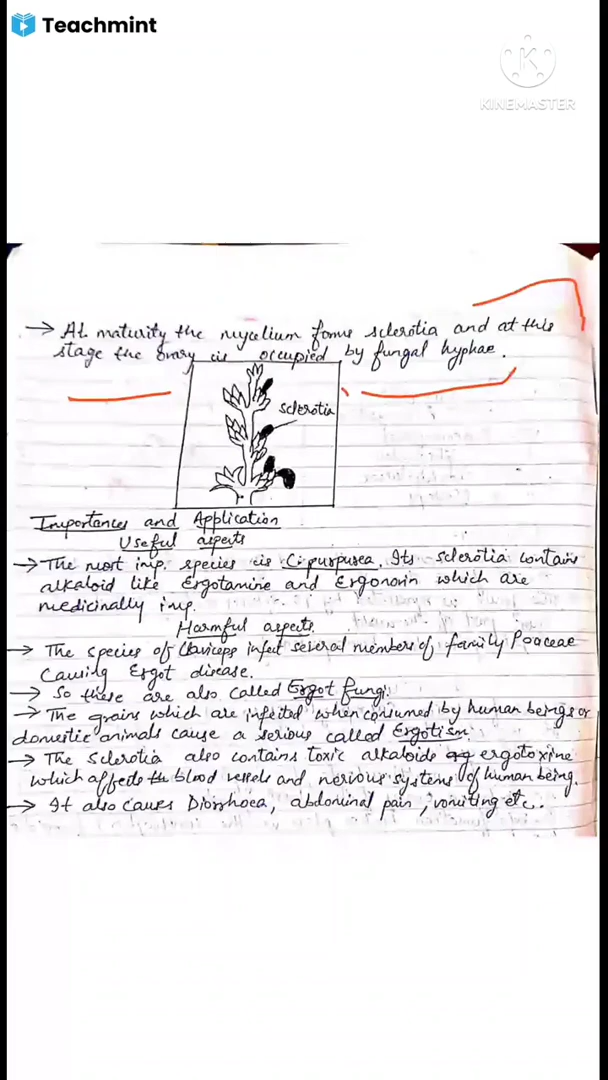 Teachmint
KINEMASTER
→ At maturity the mycelium forms sclerotia and at this
stage the ovary is occupied by fungal hyphae.
sclerotia
Importances and Application
Useful aspects
→ The most imp. species is C. purpusea. Its sclerotia contains
alkaloid like Ergotamine and Ergonovin which are
medicinally imp.
Harmful aspects.
→ The species of Claviceps infect several members of family Poaceae
causing Ergot disease.
→ So these are also called Ergot fungi.
→ The grains which are infected when consumed by human beings or
domestic animals cause a serious called Ergotism.
→ The Sclerotia also contains toxic alkaloids ergotoxine
which affects the blood vessels and nervious systems of human being.
→ It also causes Diorrhoea, abdominal pain, vomiting etc..